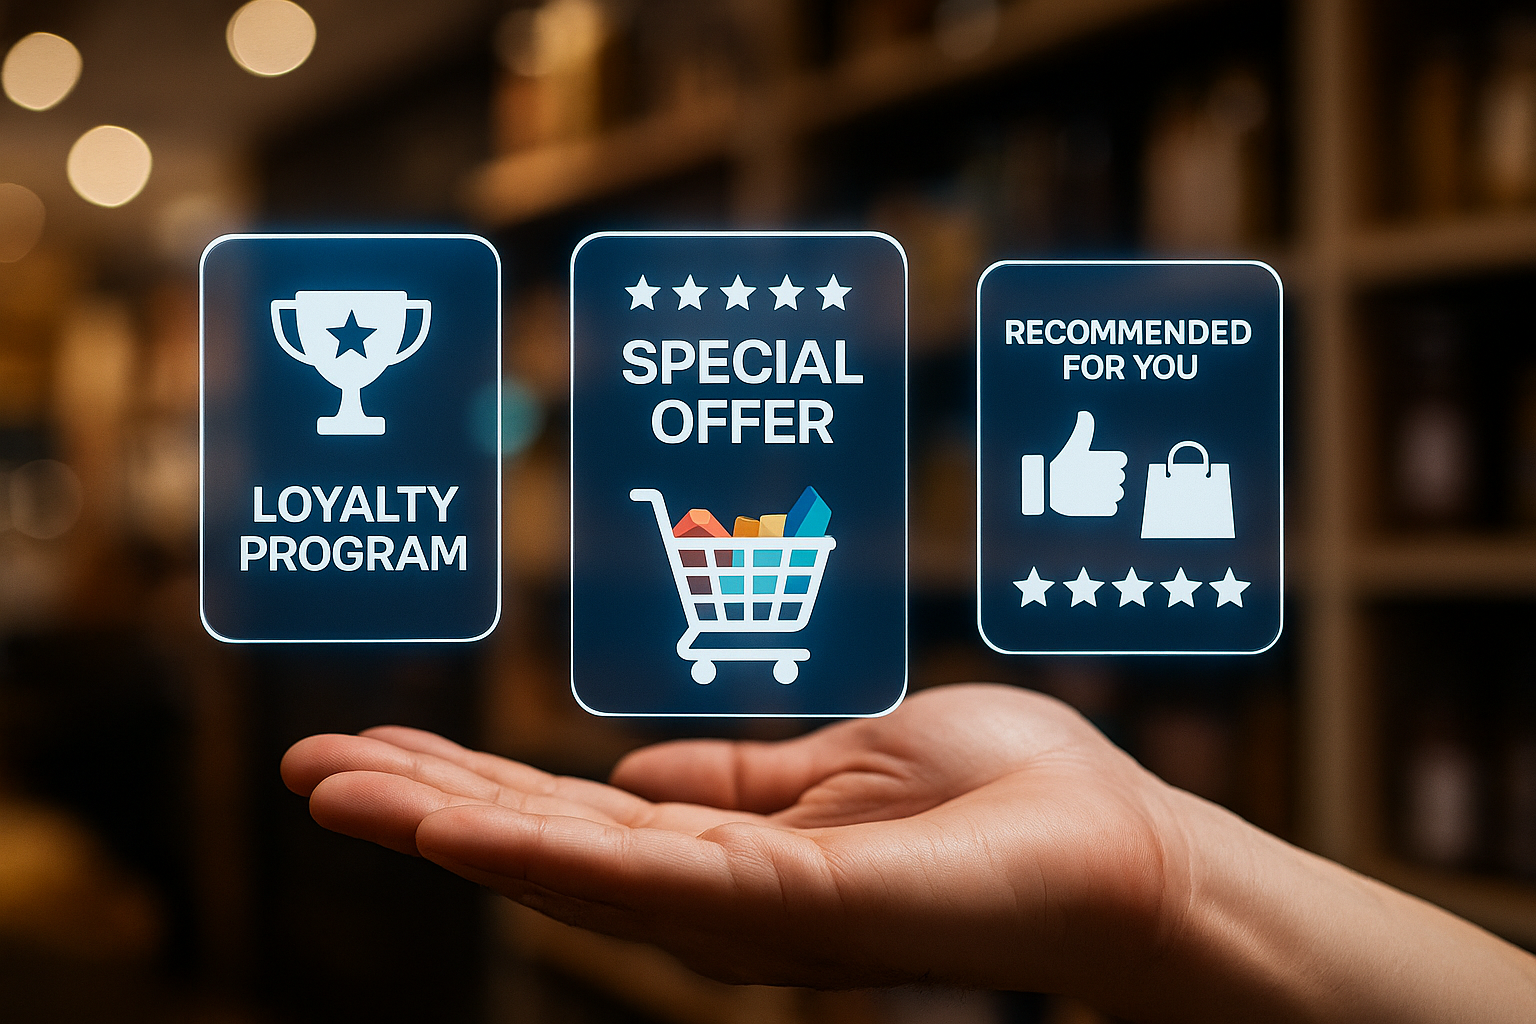 LOYALTY
PROGRAM
SPECIAL
OFFER
RECOMMENDED
FOR YOU